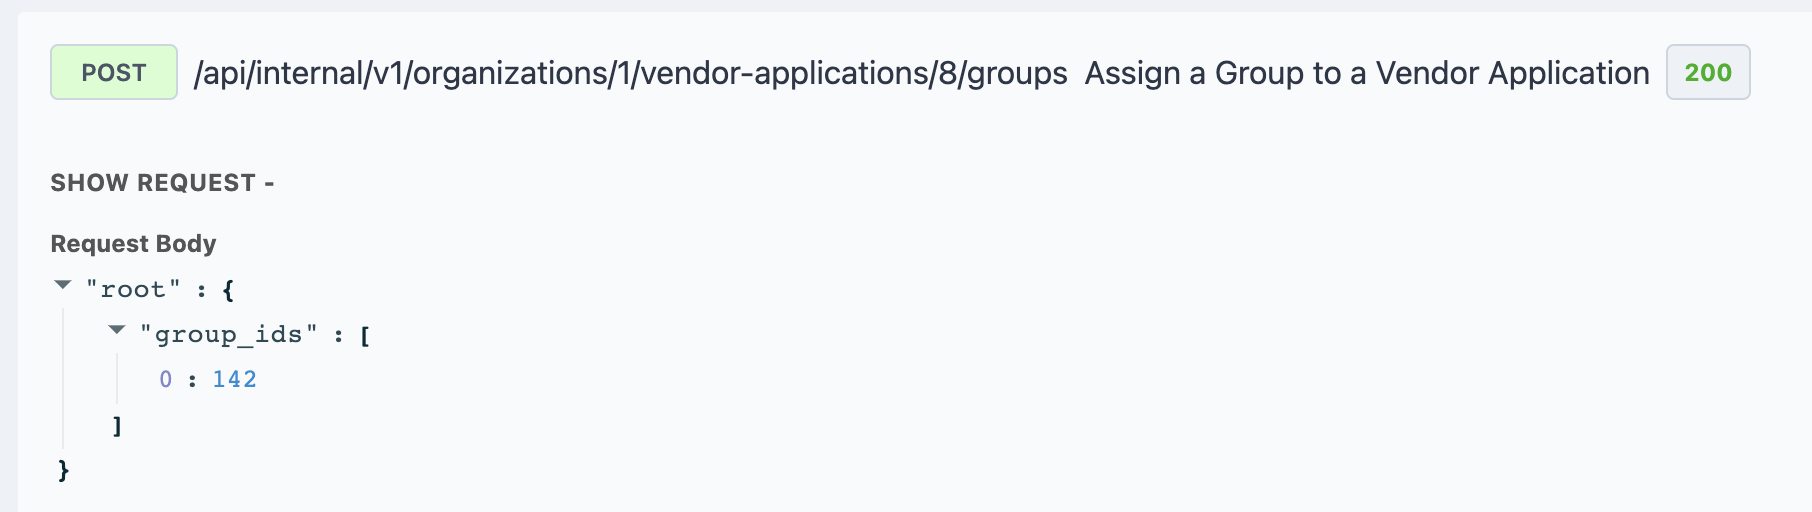 POST /api/internal/v1/organizations/1/vendor-applications/8/groups Assign a Group to a Vendor Application 200
SHOW REQUEST -
Request Body
"root" : {
"group_ids" : [
0 : 142
]
}